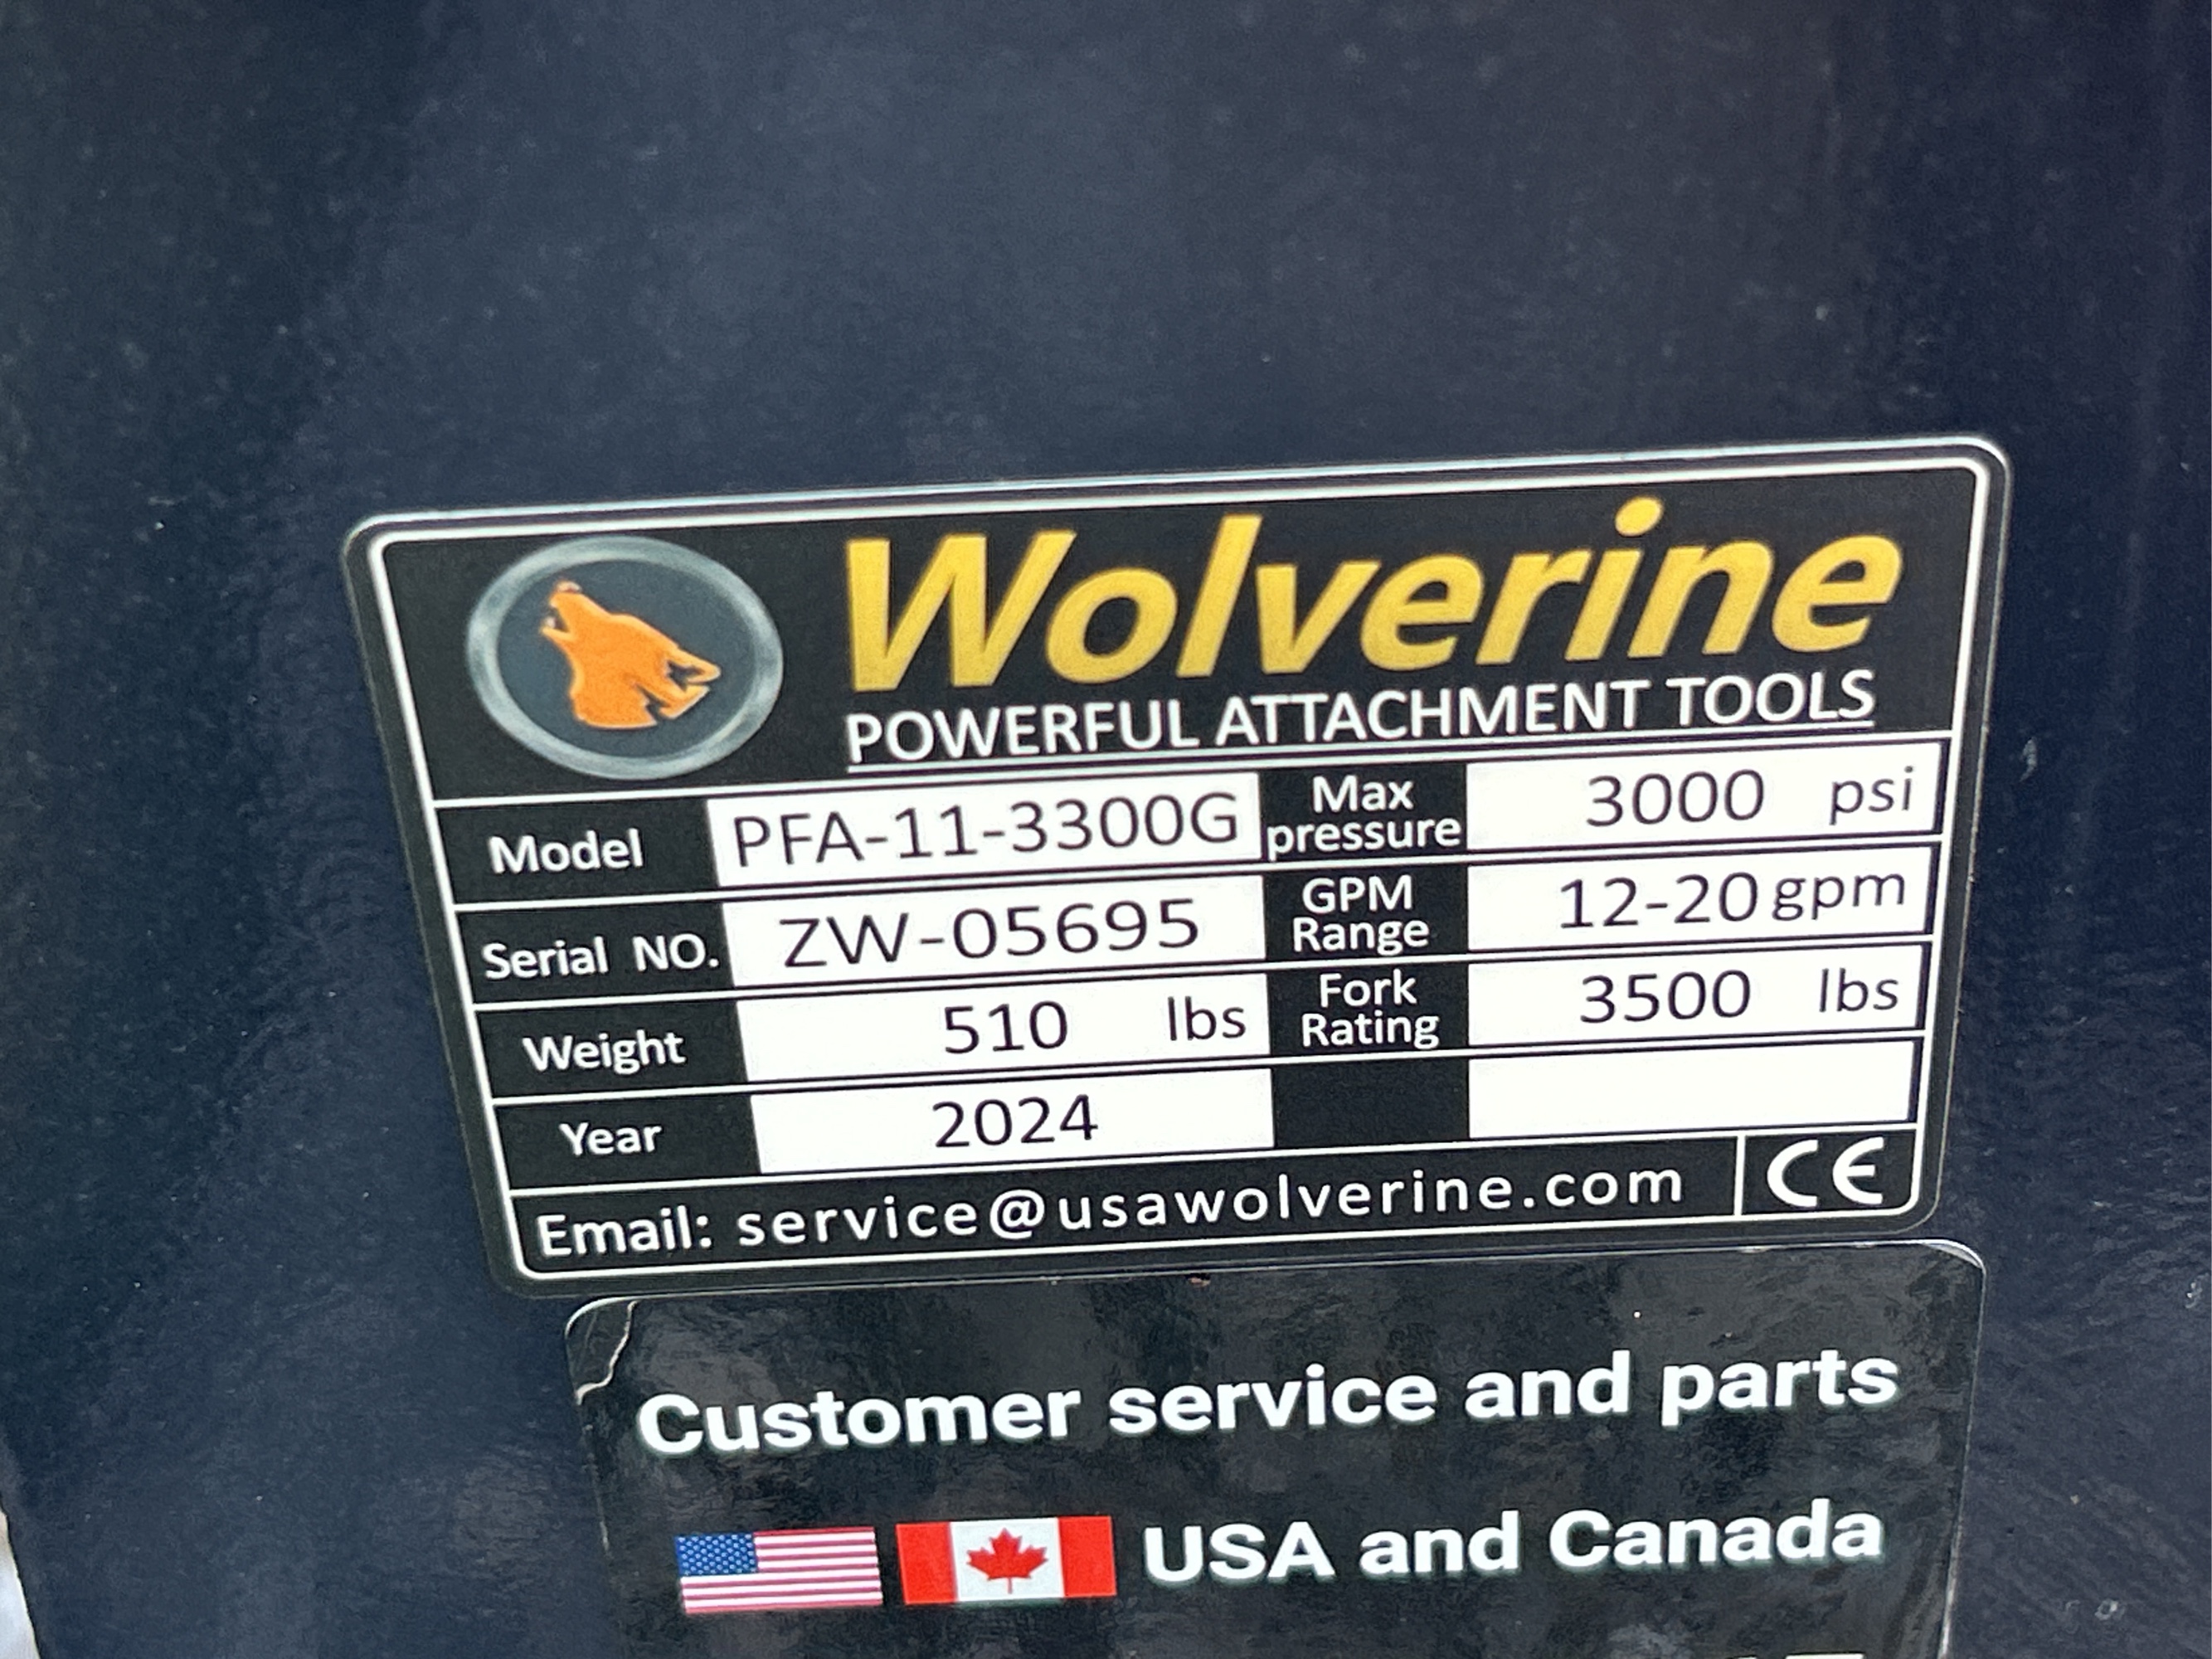 Wolverine
POWERFUL ATTACHMENT TOOLS
Model PFA-11-3300G Max pressure 3000 psi
Serial NO. ZW-05695 GPM Range 12-20 gpm
Weight 510 lbs Fork Rating 3500 lbs
Year 2024
Email: service@usawolverine.com CE
Customer service and parts
USA and Canada